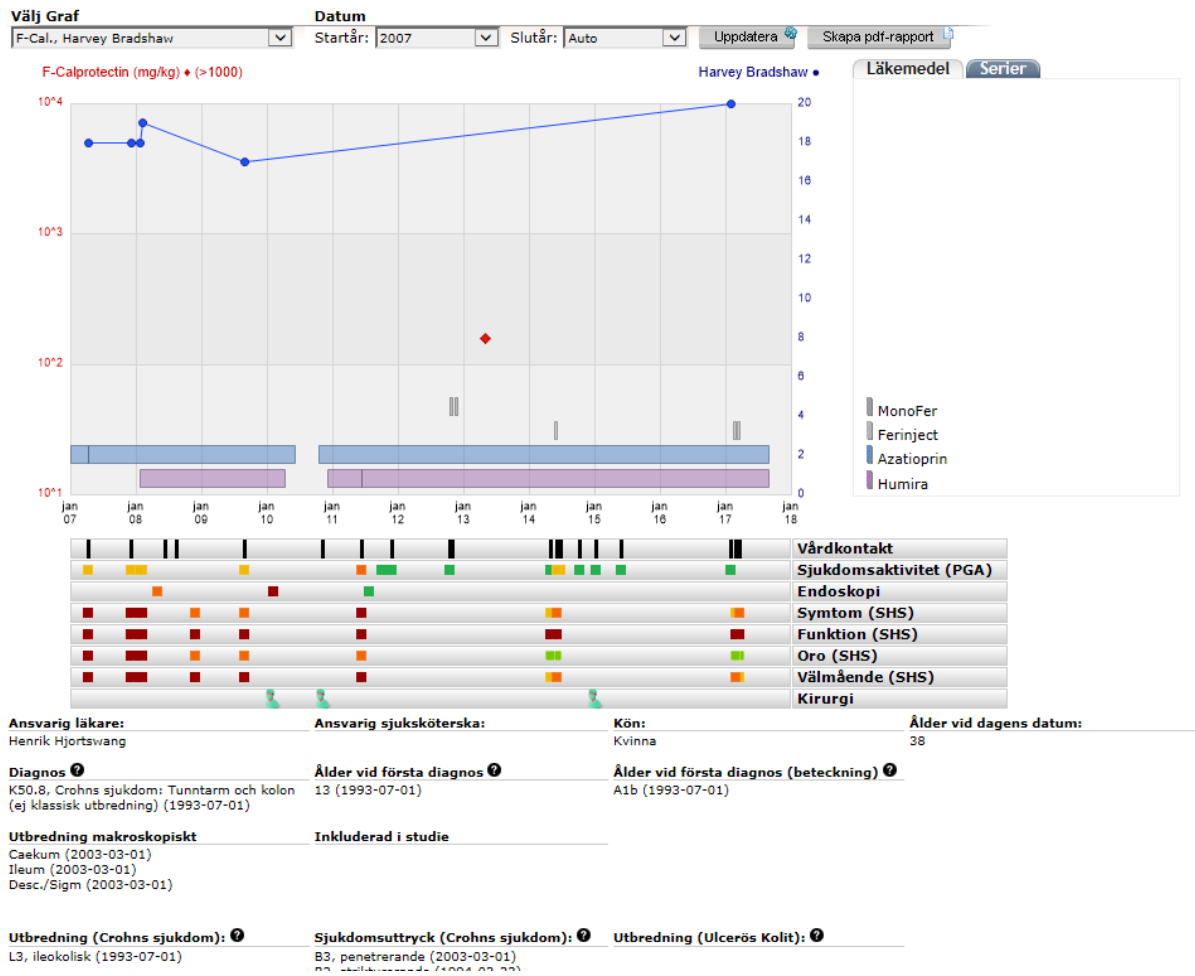 Välj Graf
Datum
F-Cal., Harvey Bradshaw
Startår: 2007
Slutår: Auto
Uppdatera
Skapa pdf-rapport
F-Calprotectin (mg/kg) ♦ (>1000)
Harvey Bradshaw ●
Läkemedel
Serier
10^4
10^3
10^2
10^1
20
18
16
14
12
10
8
6
4
2
0
MonoFer
Ferinject
Azatioprin
Humira
jan 07
jan 08
jan 09
jan 10
jan 11
jan 12
jan 13
jan 14
jan 15
jan 16
jan 17
jan 18
Vårdkontakt
Sjukdomsaktivitet (PGA)
Endoskopi
Symtom (SHS)
Funktion (SHS)
Oro (SHS)
Välmående (SHS)
Kirurgi
Ansvarig läkare:
Henrik Hjortswang
Ansvarig sjuksköterska:
Kön:
Kvinna
Ålder vid dagens datum:
38
Diagnos ?
K50.8, Crohns sjukdom: Tunntarm och kolon
(ej klassisk utbredning) (1993-07-01)
Ålder vid första diagnos ?
13 (1993-07-01)
Ålder vid första diagnos (beteckning) ?
A1b (1993-07-01)
Utbredning makroskopiskt
Caekum (2003-03-01)
Ileum (2003-03-01)
Desc./Sigm (2003-03-01)
Inkluderad i studie
Utbredning (Crohns sjukdom): ?
L3, ileokolisk (1993-07-01)
Sjukdomsuttryck (Crohns sjukdom): ?
B3, penetrerande (2003-03-01)
Utbredning (Ulcerös Kolit): ?